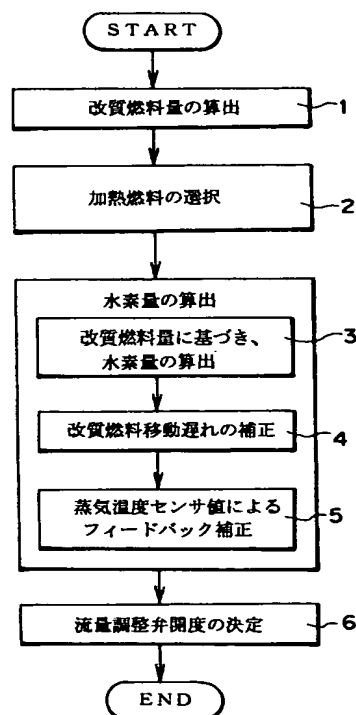 START
改質燃料量の算出
1
加熱燃料の選択
2
水素量の算出
改質燃料量に基づき、
水素量の算出
3
改質燃料移動遅れの補正
4
蒸気温度センサ値による
フィードバック補正
5
流量調整弁開度の決定
6
END